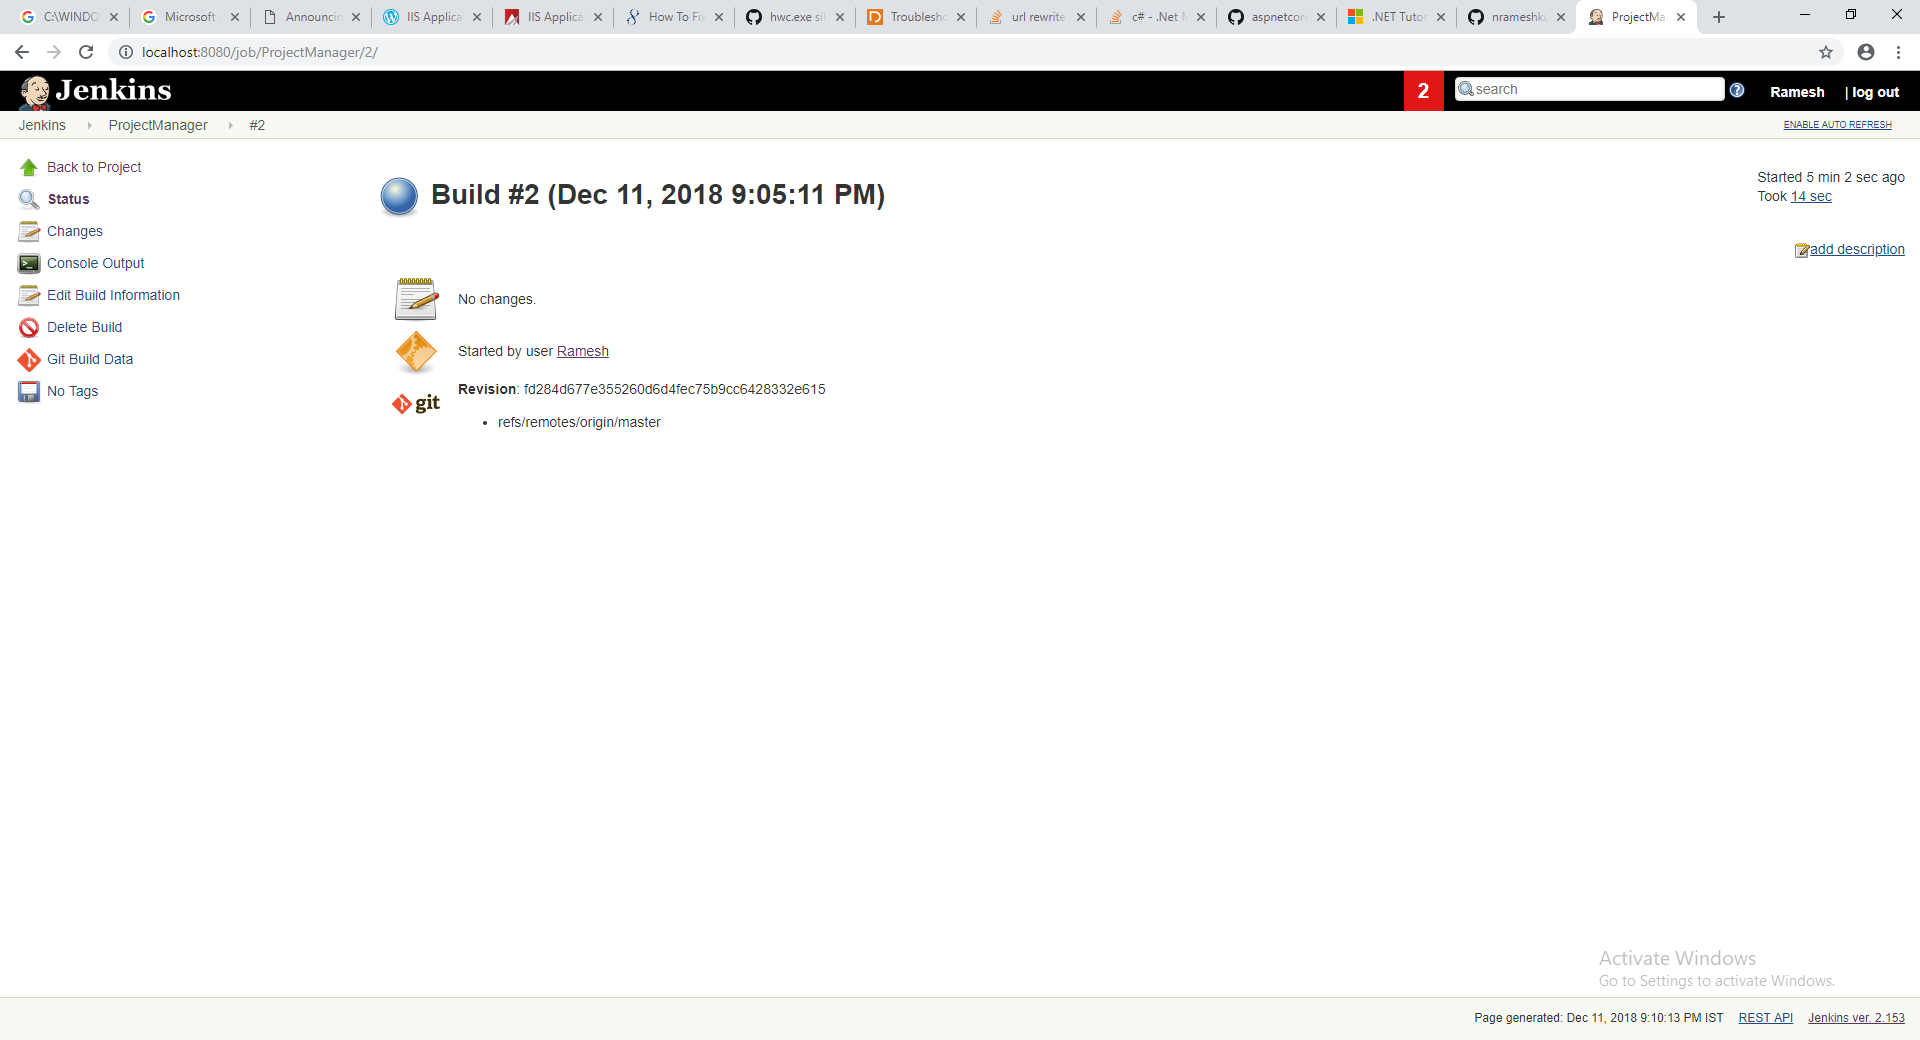 C:\WINDO
Microsoft
Announcin
IIS Applica
IIS Applica
How To Fi
hwc.exe sil
Troublesho
url rewrite
c# - .Net
aspnetcor
.NET Tutor
nrameshk
ProjectMa
localhost:8080/job/ProjectManager/2/
Jenkins
2
search
Ramesh
| log out
Jenkins
ProjectManager
#2
ENABLE AUTO REFRESH
Back to Project
Status
Changes
Console Output
Edit Build Information
Delete Build
Git Build Data
No Tags
Build #2 (Dec 11, 2018 9:05:11 PM)
Started 5 min 2 sec ago
Took 14 sec
add description
No changes.
Started by user Ramesh
git
Revision: fd284d677e355260d6d4fec75b9cc6428332e615
refs/remotes/origin/master
Activate Windows
Go to Settings to activate Windows.
Page generated: Dec 11, 2018 9:10:13 PM IST
REST API
Jenkins ver. 2.153